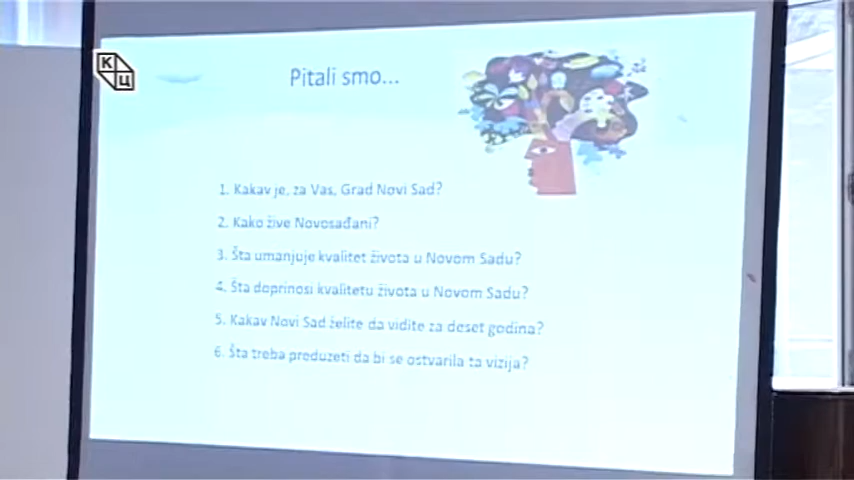 К
Ц
Pitali smo...
1. Kakav je, za Vas, Grad Novi Sad?
2. Kako žive Novosađani?
3. Šta umanjuje kvalitet života u Novom Sadu?
4. Šta doprinosi kvalitetu života u Novom Sadu?
5. Kakav Novi Sad želite da vidite za deset godina?
6. Šta treba preduzeti da bi se ostvarila ta vizija?